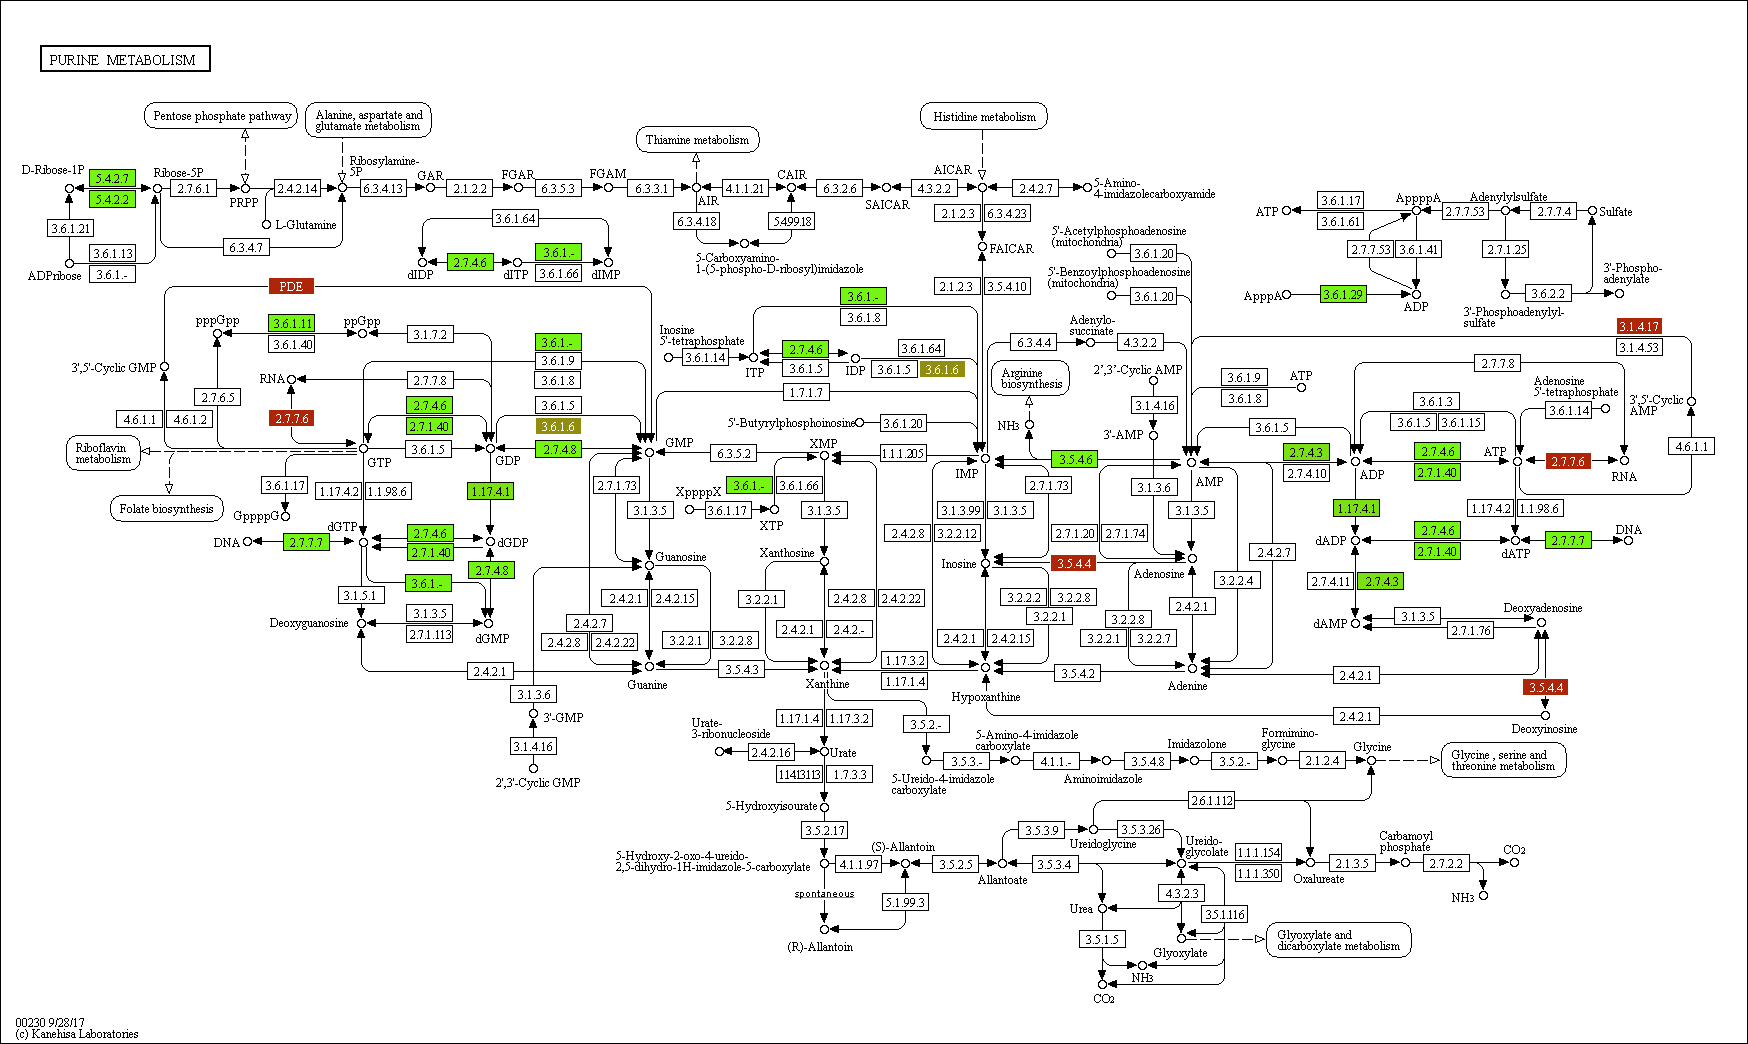 PURINE METABOLISM
Pentose phosphate pathway
Alanine, aspartate and
glutamate metabolism
Thiamine metabolism
Histidine metabolism
D-Ribose-1P
5.4.2.7
5.4.2.2
Ribose-5P
2.7.6.1
PRPP
2.4.2.14
Ribosylamine-
5P
6.3.4.13
GAR
2.1.2.2
FGAR
6.3.5.3
FGAM
6.3.3.1
AIR
4.1.1.21
CAIR
6.3.2.6
SAICAR
4.3.2.2
AICAR
2.4.2.7
5-Amino-
4-imidazolecarboxyamide
L-Glutamine
3.6.1.21
3.6.1.13
3.6.1.-
ADPribose
6.3.4.7
3.6.1.64
dIDP
2.7.4.6
dITP
3.6.1.-
3.6.1.66
dIMP
6.3.4.18
5.4.99.18
5-Carboxyamino-
1-(5-phospho-D-ribosyl)imidazole
2.1.2.3
6.3.4.23
FAICAR
2.1.2.3
3.5.4.10
5'-Acetylphosphoadenosine
(mitochondria)
3.6.1.20
5'-Benzoylphosphoadenosine
(mitochondria)
3.6.1.20
ATP
3.6.1.17
3.6.1.61
AppppA
2.7.7.53
Adenylylsulfate
2.7.7.4
Sulfate
2.7.7.53
3.6.1.41
2.7.1.25
3'-Phospho-
adenylate
ApppA
3.6.1.29
ADP
3.6.2.2
3'-Phosphoadenylyl-
sulfate
PDE
pppGpp
3.6.1.11
3.6.1.40
ppGpp
3.1.7.2
3.6.1.-
3.6.1.9
3.6.1.8
3.6.1.5
3.6.1.6
2.7.4.8
3',5'-Cyclic GMP
RNA
2.7.7.8
2.7.6.5
2.7.7.6
4.6.1.1
4.6.1.2
2.7.4.6
2.7.1.40
3.6.1.5
GTP
GDP
Riboflavin
metabolism
Folate biosynthesis
3.6.1.17
GppppG
Inosine
5'-tetraphosphate
3.6.1.14
3.6.1.-
3.6.1.8
ITP
2.7.4.6
3.6.1.5
IDP
3.6.1.64
3.6.1.5
3.6.1.6
1.7.1.7
5'-Butyrylphosphoinosine
3.6.1.20
Adenylo-
succinate
6.3.4.4
4.3.2.2
Arginine
biosynthesis
NH3
2',3'-Cyclic AMP
3.1.4.16
3'-AMP
3.6.1.9
3.6.1.8
ATP
2.7.7.8
3.1.4.17
3.1.4.53
Adenosine
5'-tetraphosphate
3.6.1.14
3',5'-Cyclic
AMP
3.6.1.3
3.6.1.5
3.6.1.15
3.6.1.5
4.6.1.1
GMP
6.3.5.2
XMP
1.1.1.205
IMP
3.5.4.6
AMP
2.7.4.3
2.7.4.10
ADP
2.7.4.6
2.7.1.40
ATP
2.7.7.6
RNA
1.17.4.2
1.1.98.6
1.17.4.1
2.7.1.73
3.1.3.5
XppppX
3.6.1.-
3.6.1.66
3.6.1.17
XTP
3.1.3.5
3.1.3.99
3.1.3.5
2.7.1.73
3.1.3.6
3.1.3.5
1.17.4.1
1.17.4.2
1.1.98.6
DNA
2.7.7.7
dGTP
2.7.4.6
2.7.1.40
dGDP
2.7.4.8
3.6.1.-
3.1.5.1
3.1.3.5
2.7.1.113
Deoxyguanosine
dGMP
Guanosine
Xanthosine
2.4.2.8
3.2.2.12
2.7.1.20
2.7.1.74
Inosine
3.5.4.4
Adenosine
2.4.2.7
3.2.2.4
dADP
2.7.4.6
2.7.1.40
dATP
2.7.7.7
DNA
2.7.4.11
2.7.4.3
2.4.2.1
2.4.2.15
2.4.2.7
2.4.2.8
2.4.2.22
3.2.2.1
3.2.2.8
3.2.2.1
2.4.2.8
2.4.2.22
2.4.2.1
2.4.2.-
3.2.2.2
3.2.2.8
3.2.2.1
2.4.2.1
2.4.2.15
2.4.2.1
3.2.2.8
3.2.2.1
3.2.2.7
dAMP
3.1.3.5
2.7.1.76
Deoxyadenosine
2.4.2.1
Guanine
3.5.4.3
Xanthine
1.17.3.2
1.17.1.4
Hypoxanthine
3.5.4.2
Adenine
2.4.2.1
3.5.4.4
2.4.2.1
Deoxyinosine
3.1.3.6
3'-GMP
3.1.4.16
2',3'-Cyclic GMP
Urate-
3-ribonucleoside
2.4.2.16
1.17.1.4
1.17.3.2
Urate
1.14.13.113
1.7.3.3
5-Hydroxyisourate
3.5.2.17
3.5.2.-
5-Ureido-4-imidazole
carboxylate
3.5.3.-
5-Amino-4-imidazole
carboxylate
4.1.1.-
Aminoimidazole
3.5.4.8
Imidazolone
3.5.2.-
Formimino-
glycine
2.1.2.4
Glycine
Glycine , serine and
threonine metabolism
2.6.1.112
5-Hydroxy-2-oxo-4-ureido-
2,5-dihydro-1H-imidazole-5-carboxylate
4.1.1.97
(S)-Allantoin
3.5.2.5
Allantoate
3.5.3.9
Ureidoglycine
3.5.3.26
3.5.3.4
Ureido-
glycolate
1.1.1.154
1.1.1.350
Oxalureate
2.1.3.5
Carbamoyl
phosphate
2.7.2.2
CO2
NH3
spontaneous
5.1.99.3
(R)-Allantoin
Urea
4.3.2.3
3.5.1.116
3.5.1.5
Glyoxylate
Glyoxylate and
dicarboxylate metabolism
NH3
CO2
00230 9/28/17
(c) Kanehisa Laboratories